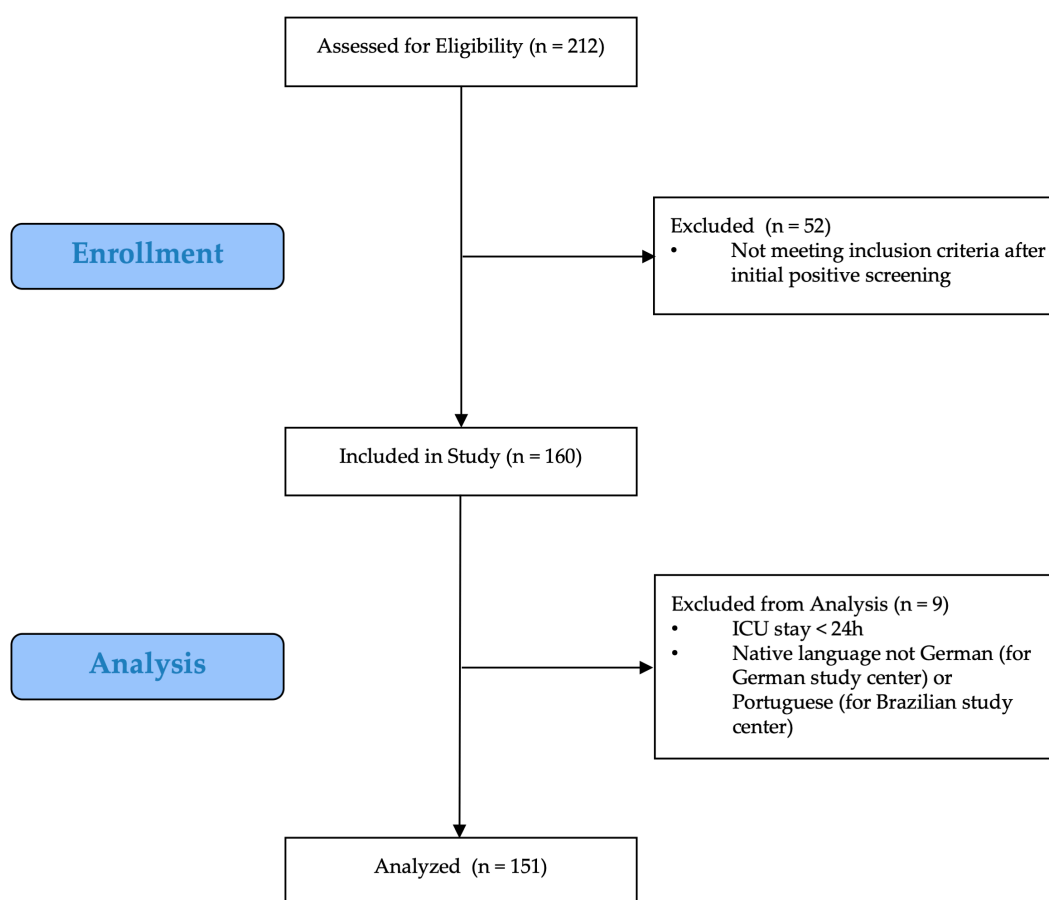 Assessed for Eligibility (n = 212)
Enrollment
Excluded  (n = 52)
• Not meeting inclusion criteria after
initial positive screening
Included in Study (n = 160)
Analysis
Excluded from Analysis (n = 9)
• ICU stay < 24h
• Native language not German (for
German study center) or
Portuguese (for Brazilian study
center)
Analyzed  (n = 151)